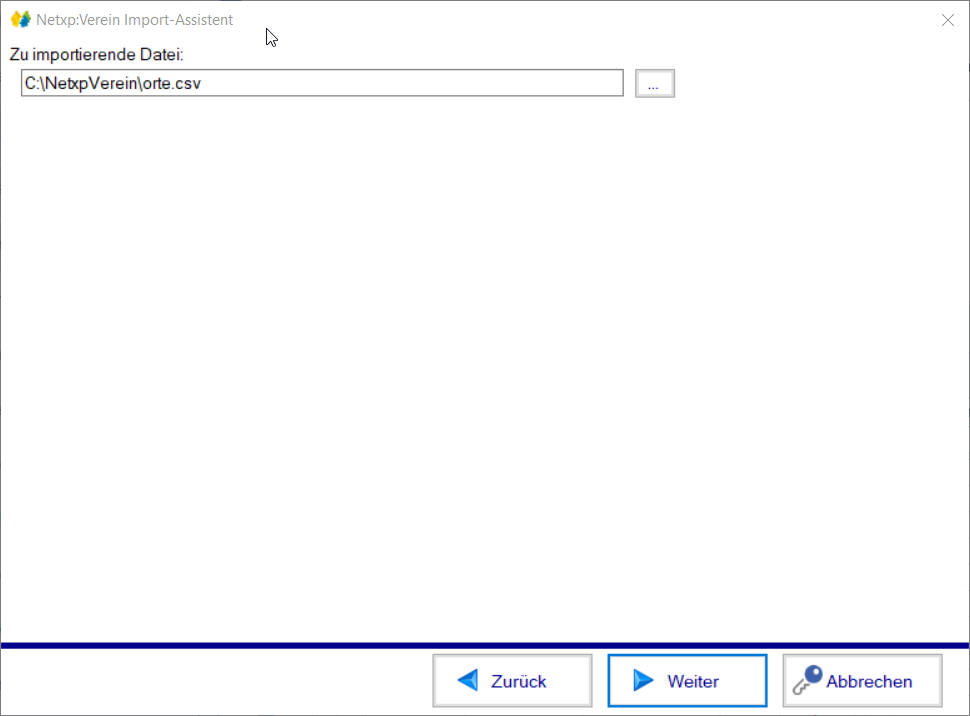 Netxp:Verein Import-Assistent
Zu importierende Datei:
C:\NetxpVerein\orte.csv
...
Zurück
Weiter
Abbrechen